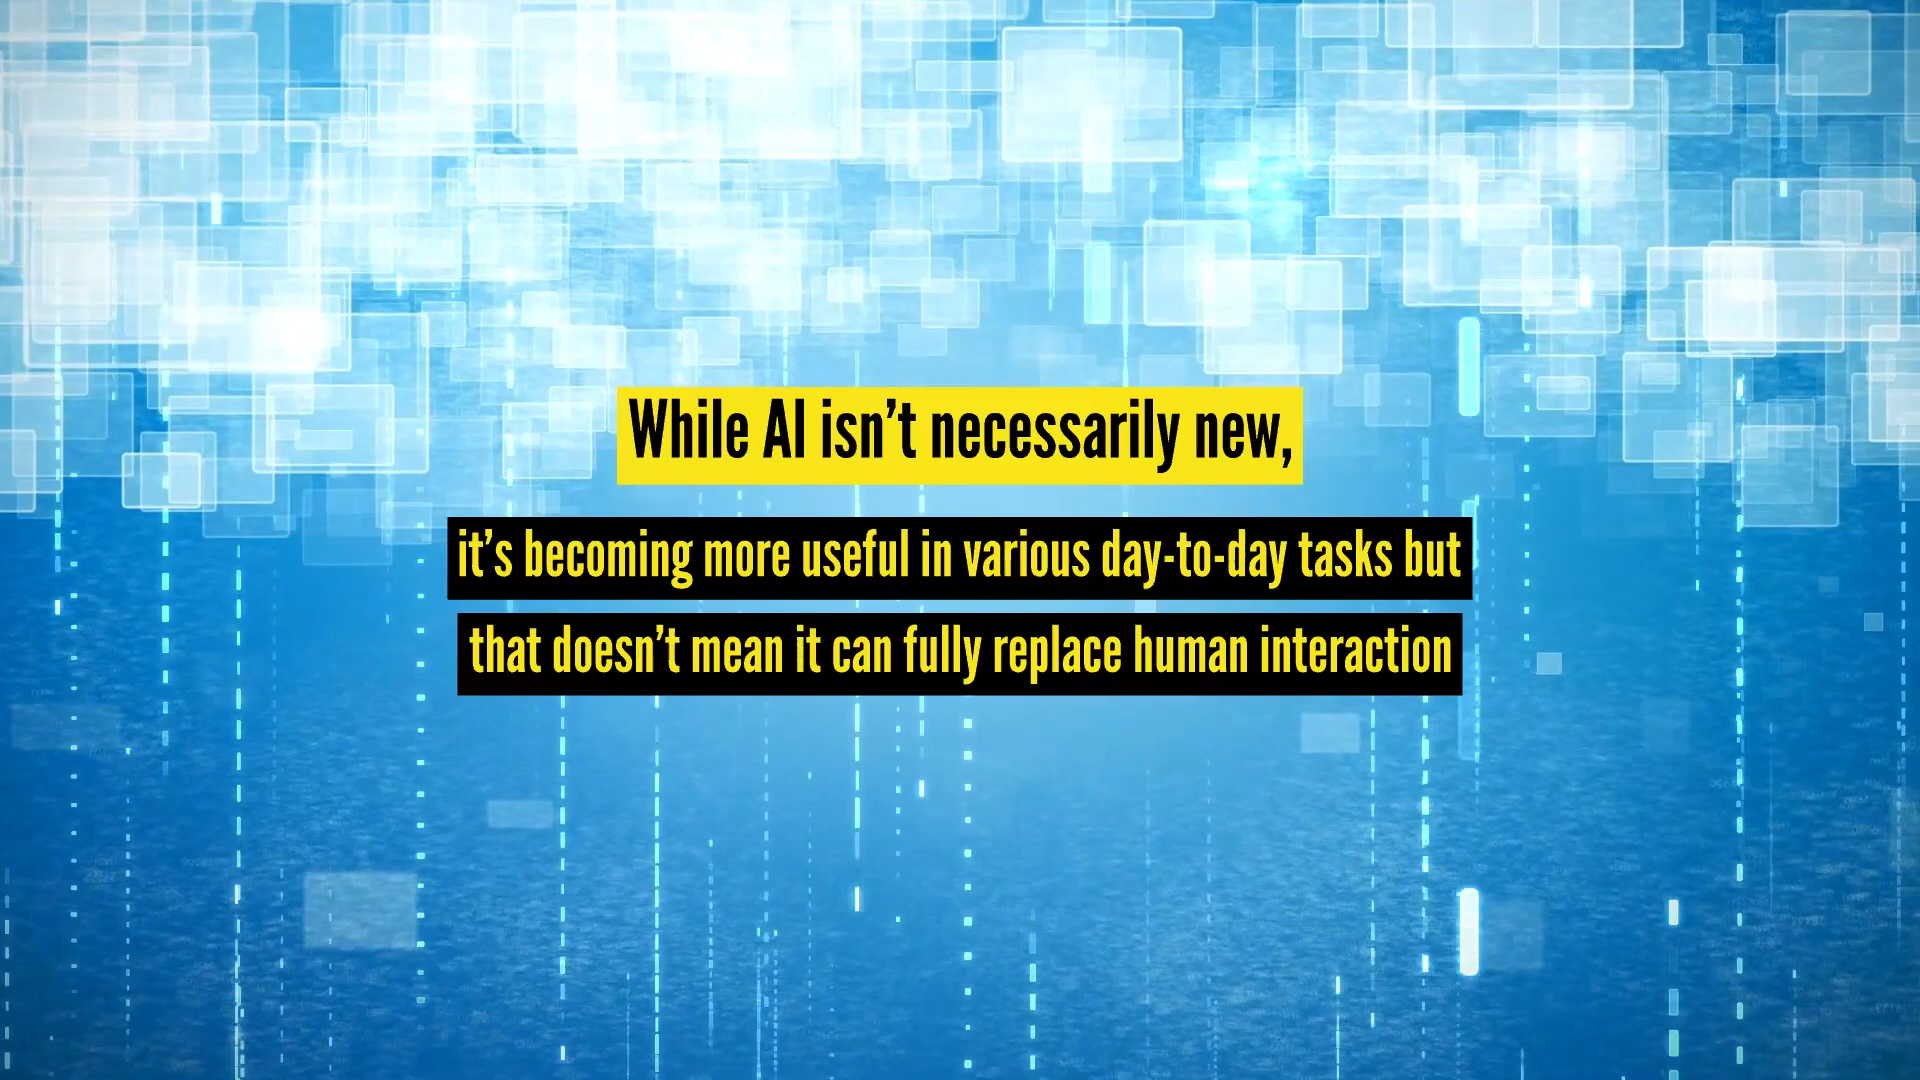 While AI isn’t necessarily new,
it’s becoming more useful in various day-to-day tasks but
that doesn’t mean it can fully replace human interaction